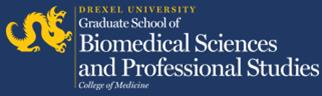 DREXEL UNIVERSITY
Graduate School of
Biomedical Sciences
and Professional Studies
College of Medicine